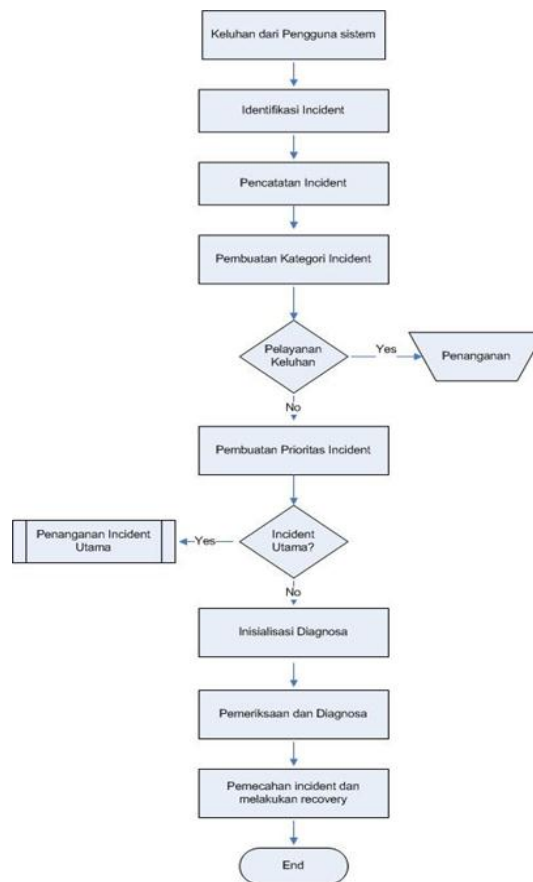 Keluhan dari Pengguna sistem
Identifikasi Incident
Pencatatan Incident
Pembuatan Kategori Incident
Pelayanan
Keluhan
Yes
Penanganan
No
Pembuatan Prioritas Incident
Penanganan Incident
Utama
Yes
Incident
Utama?
No
Inisialisasi Diagnosa
Pemeriksaan dan Diagnosa
Pemecahan incident dan
melakukan recovery
End